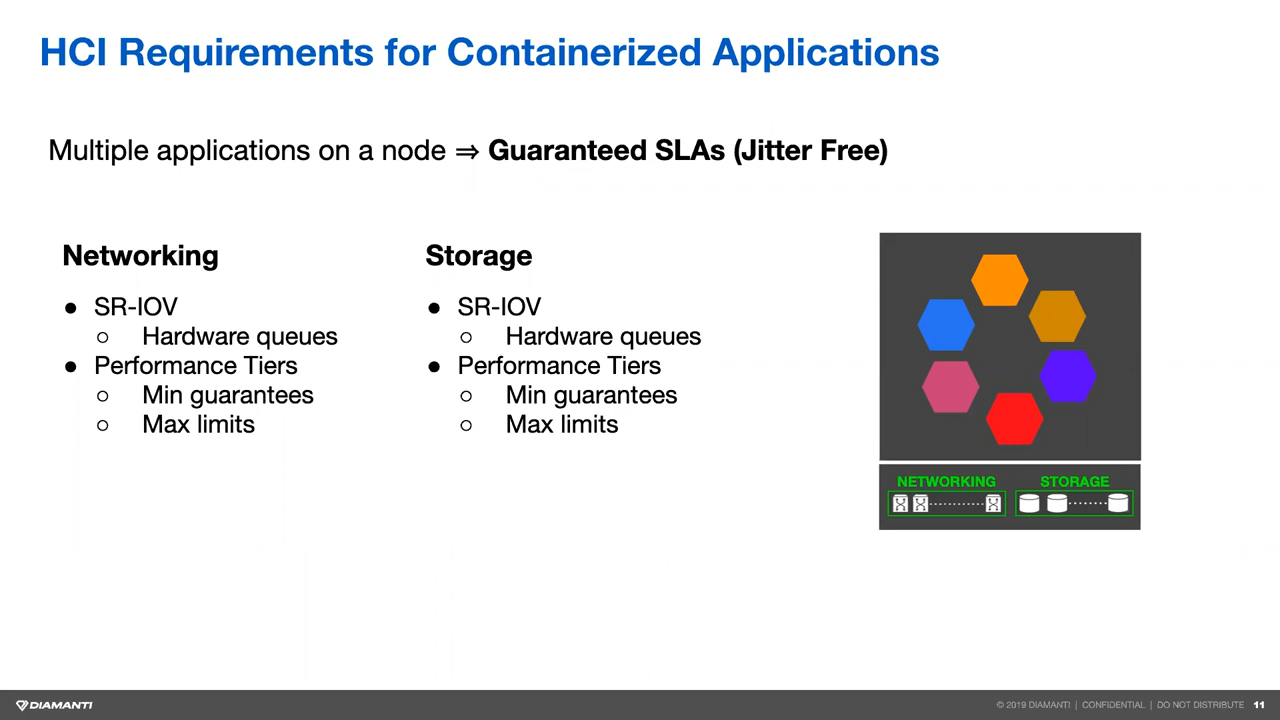 HCI Requirements for Containerized Applications
Multiple applications on a node ⇒ Guaranteed SLAs (Jitter Free)
Networking
● SR-IOV
○ Hardware queues
● Performance Tiers
○ Min guarantees
○ Max limits
Storage
● SR-IOV
○ Hardware queues
● Performance Tiers
○ Min guarantees
○ Max limits
NETWORKING
STORAGE
DIAMANTI
© 2019 DIAMANTI | CONFIDENTIAL | DO NOT DISTRIBUTE 11